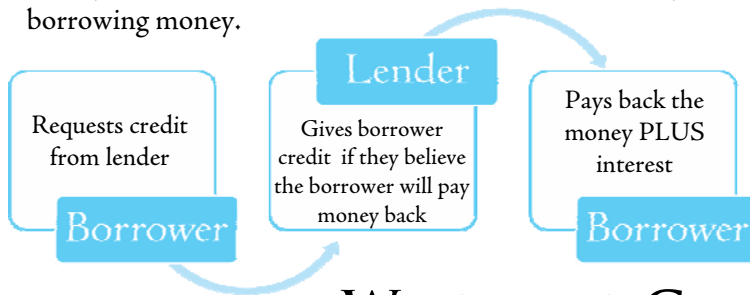 borrowing money.
Requests credit
from lender
Borrower
Lender
Gives borrower
credit if they believe
the borrower will pay
money back
Pays back the
money PLUS
interest
Borrower